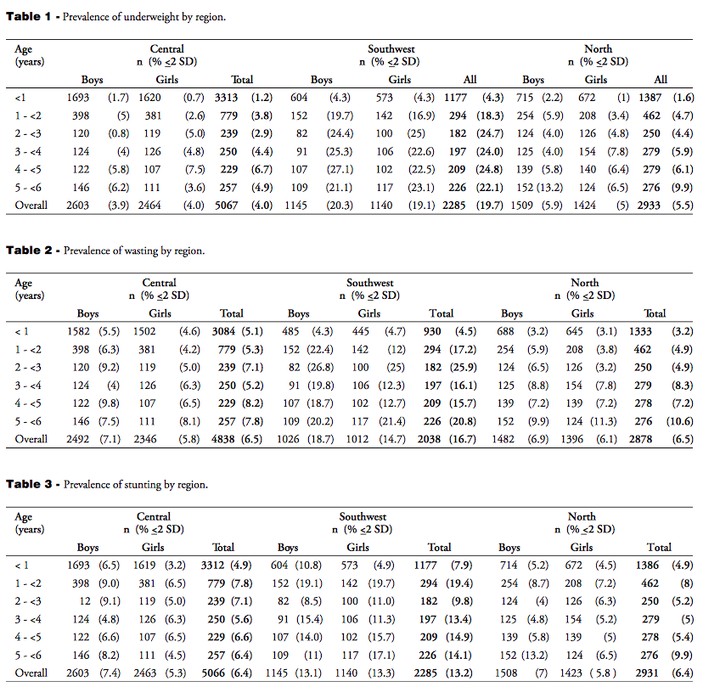 Table 1 - Prevalence of underweight by region.
Age (years) Central Southwest North
n (% ≤2 SD) n (% ≤2 SD) n (% ≤2 SD)
Boys Girls Total Boys Girls All Boys Girls All
<1 1693 (1.7) 1620 (0.7) 3313 (1.2) 604 (4.3) 573 (4.3) 1177 (4.3) 715 (2.2) 672 (1) 1387 (1.6)
1 - <2 398 (5) 381 (2.6) 779 (3.8) 152 (19.7) 142 (16.9) 294 (18.3) 254 (5.9) 208 (3.4) 462 (4.7)
2 - <3 120 (0.8) 119 (5.0) 239 (2.9) 82 (24.4) 100 (25) 182 (24.7) 124 (4.0) 126 (4.0) 250 (4.4)
3 - <4 124 (4) 126 (4.8) 250 (4.4) 91 (25.3) 106 (22.6) 197 (24.0) 125 (4.0) 154 (7.8) 279 (5.9)
4 - <5 122 (5.8) 107 (7.5) 229 (6.7) 107 (27.1) 102 (22.5) 209 (24.8) 139 (5.8) 140 (6.4) 279 (6.1)
5 - <6 146 (6.2) 111 (3.6) 257 (4.9) 109 (21.1) 117 (23.1) 226 (22.1) 152 (13.2) 124 (6.5) 276 (9.9)
Overall 2603 (3.9) 2464 (4.0) 5067 (4.0) 1145 (20.3) 1140 (19.1) 2285 (19.7) 1509 (5.9) 1424 (5) 2933 (5.5)
Table 2 - Prevalence of wasting by region.
Age (years) Central Southwest North
n (% ≤2 SD) n (% ≤2 SD) n (% ≤2 SD)
Boys Girls Total Boys Girls Total Boys Girls Total
< 1 1582 (5.5) 1502 (4.6) 3084 (5.1) 485 (4.3) 445 (4.7) 930 (4.5) 688 (3.2) 645 (3.1) 1333 (3.2)
1 - <2 398 (6.3) 381 (4.2) 779 (5.3) 152 (22.4) 142 (12) 294 (17.2) 254 (5.9) 208 (3.8) 462 (4.9)
2 - <3 120 (9.2) 119 (5.0) 239 (7.1) 82 (26.8) 100 (25) 182 (25.9) 124 (6.5) 126 (3.2) 250 (4.9)
3 - <4 124 (4) 126 (6.3) 250 (5.2) 91 (19.8) 106 (12.3) 197 (16.1) 125 (8.8) 154 (7.8) 279 (8.3)
4 - <5 122 (9.8) 107 (6.5) 229 (8.2) 107 (18.7) 102 (12.7) 209 (15.7) 139 (7.2) 139 (7.2) 278 (7.2)
5 - <6 146 (7.5) 111 (8.1) 257 (7.8) 109 (20.2) 117 (21.4) 226 (20.8) 152 (9.9) 124 (11.3) 276 (10.6)
Overall 2492 (7.1) 2346 (5.8) 4838 (6.5) 1026 (18.7) 1012 (14.7) 2038 (16.7) 1482 (6.9) 1396 (6.1) 2878 (6.5)
Table 3 - Prevalence of stunting by region.
Age (years) Central Southwest North
n (% ≤2 SD) n (% ≤2 SD) n (% ≤2 SD)
Boys Girls Total Boys Girls Total Boys Girls Total
< 1 1693 (6.5) 1619 (3.2) 3312 (4.9) 604 (10.8) 573 (4.9) 1177 (7.9) 714 (5.2) 672 (4.5) 1386 (4.9)
1 - <2 398 (9.0) 381 (6.5) 779 (7.8) 152 (19.1) 142 (19.7) 294 (19.4) 254 (8.7) 208 (7.2) 462 (8)
2 - <3 12 (9.1) 119 (5.0) 239 (7.1) 82 (8.5) 100 (11.0) 182 (9.8) 124 (4) 126 (6.3) 250 (5.2)
3 - <4 124 (4.8) 126 (6.3) 250 (5.6) 91 (15.4) 106 (11.3) 197 (13.4) 125 (4.8) 154 (5.2) 279 (5)
4 - <5 122 (6.6) 107 (6.5) 229 (6.6) 107 (14.0) 102 (15.7) 209 (14.9) 139 (5.8) 139 (5) 278 (5.4)
5 - <6 146 (8.2) 111 (4.5) 257 (6.4) 109 (11) 117 (17.1) 226 (14.1) 152 (13.2) 124 (6.5) 276 (9.9)
Overall 2603 (7.4) 2463 (5.3) 5066 (6.4) 1145 (13.1) 1140 (13.3) 2285 (13.2) 1508 (7) 1423 (5.8 ) 2931 (6.4)